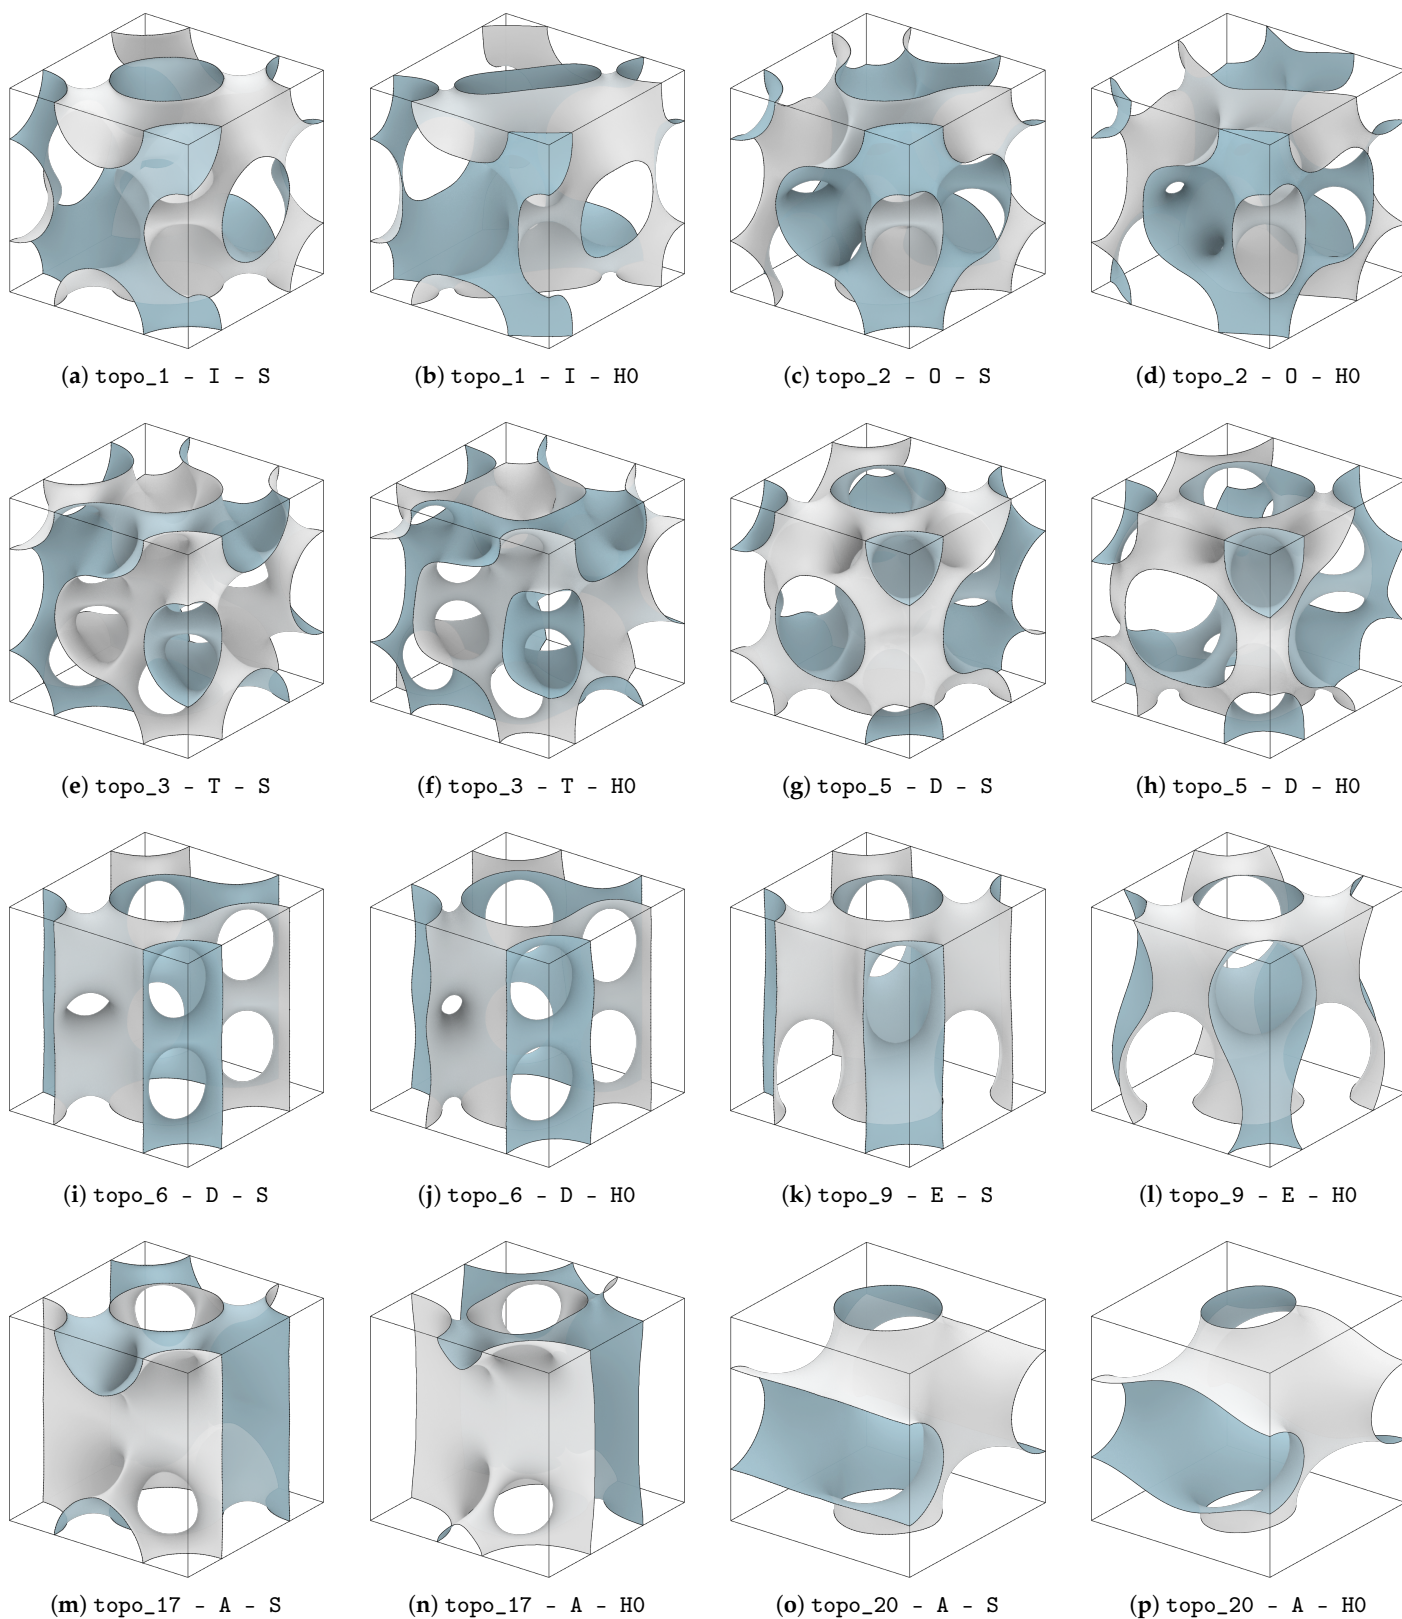 (a) topo_1 - I - S
(b) topo_1 - I - H0
(c) topo_2 - O - S
(d) topo_2 - O - H0
(e) topo_3 - T - S
(f) topo_3 - T - H0
(g) topo_5 - D - S
(h) topo_5 - D - H0
(i) topo_6 - D - S
(j) topo_6 - D - H0
(k) topo_9 - E - S
(l) topo_9 - E - H0
(m) topo_17 - A - S
(n) topo_17 - A - H0
(o) topo_20 - A - S
(p) topo_20 - A - H0